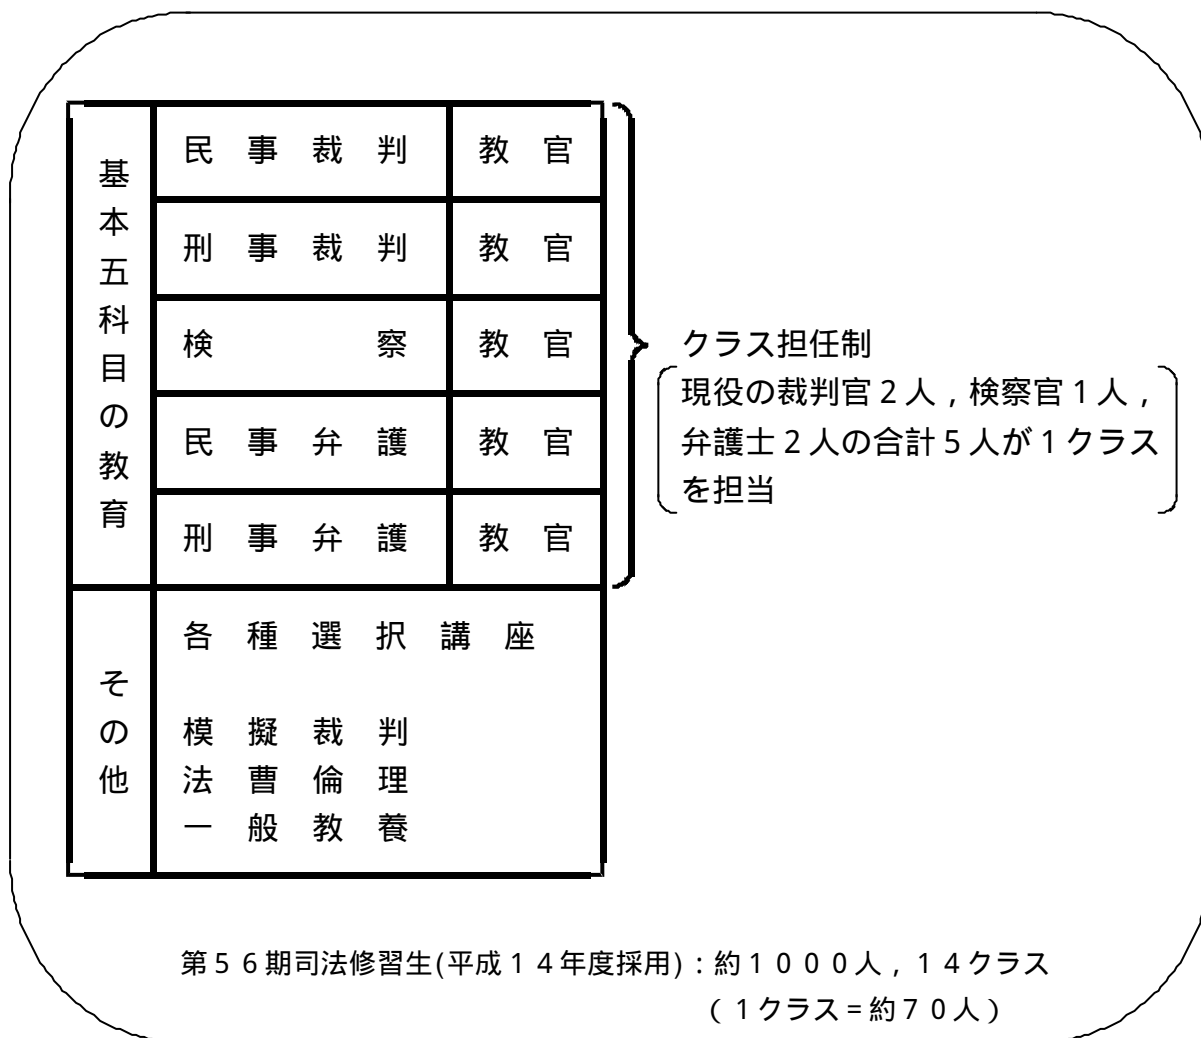 基本五科目の教育
民事裁判 教官
刑事裁判 教官
検察 教官
民事弁護 教官
刑事弁護 教官
クラス担任制
現役の裁判官2人，検察官1人，
弁護士2人の合計5人が1クラス
を担当
その他
各種選択講座
模擬裁判
法曹倫理
一般教養
第56期司法修習生(平成14年度採用)：約1000人，14クラス
（1クラス=約70人）